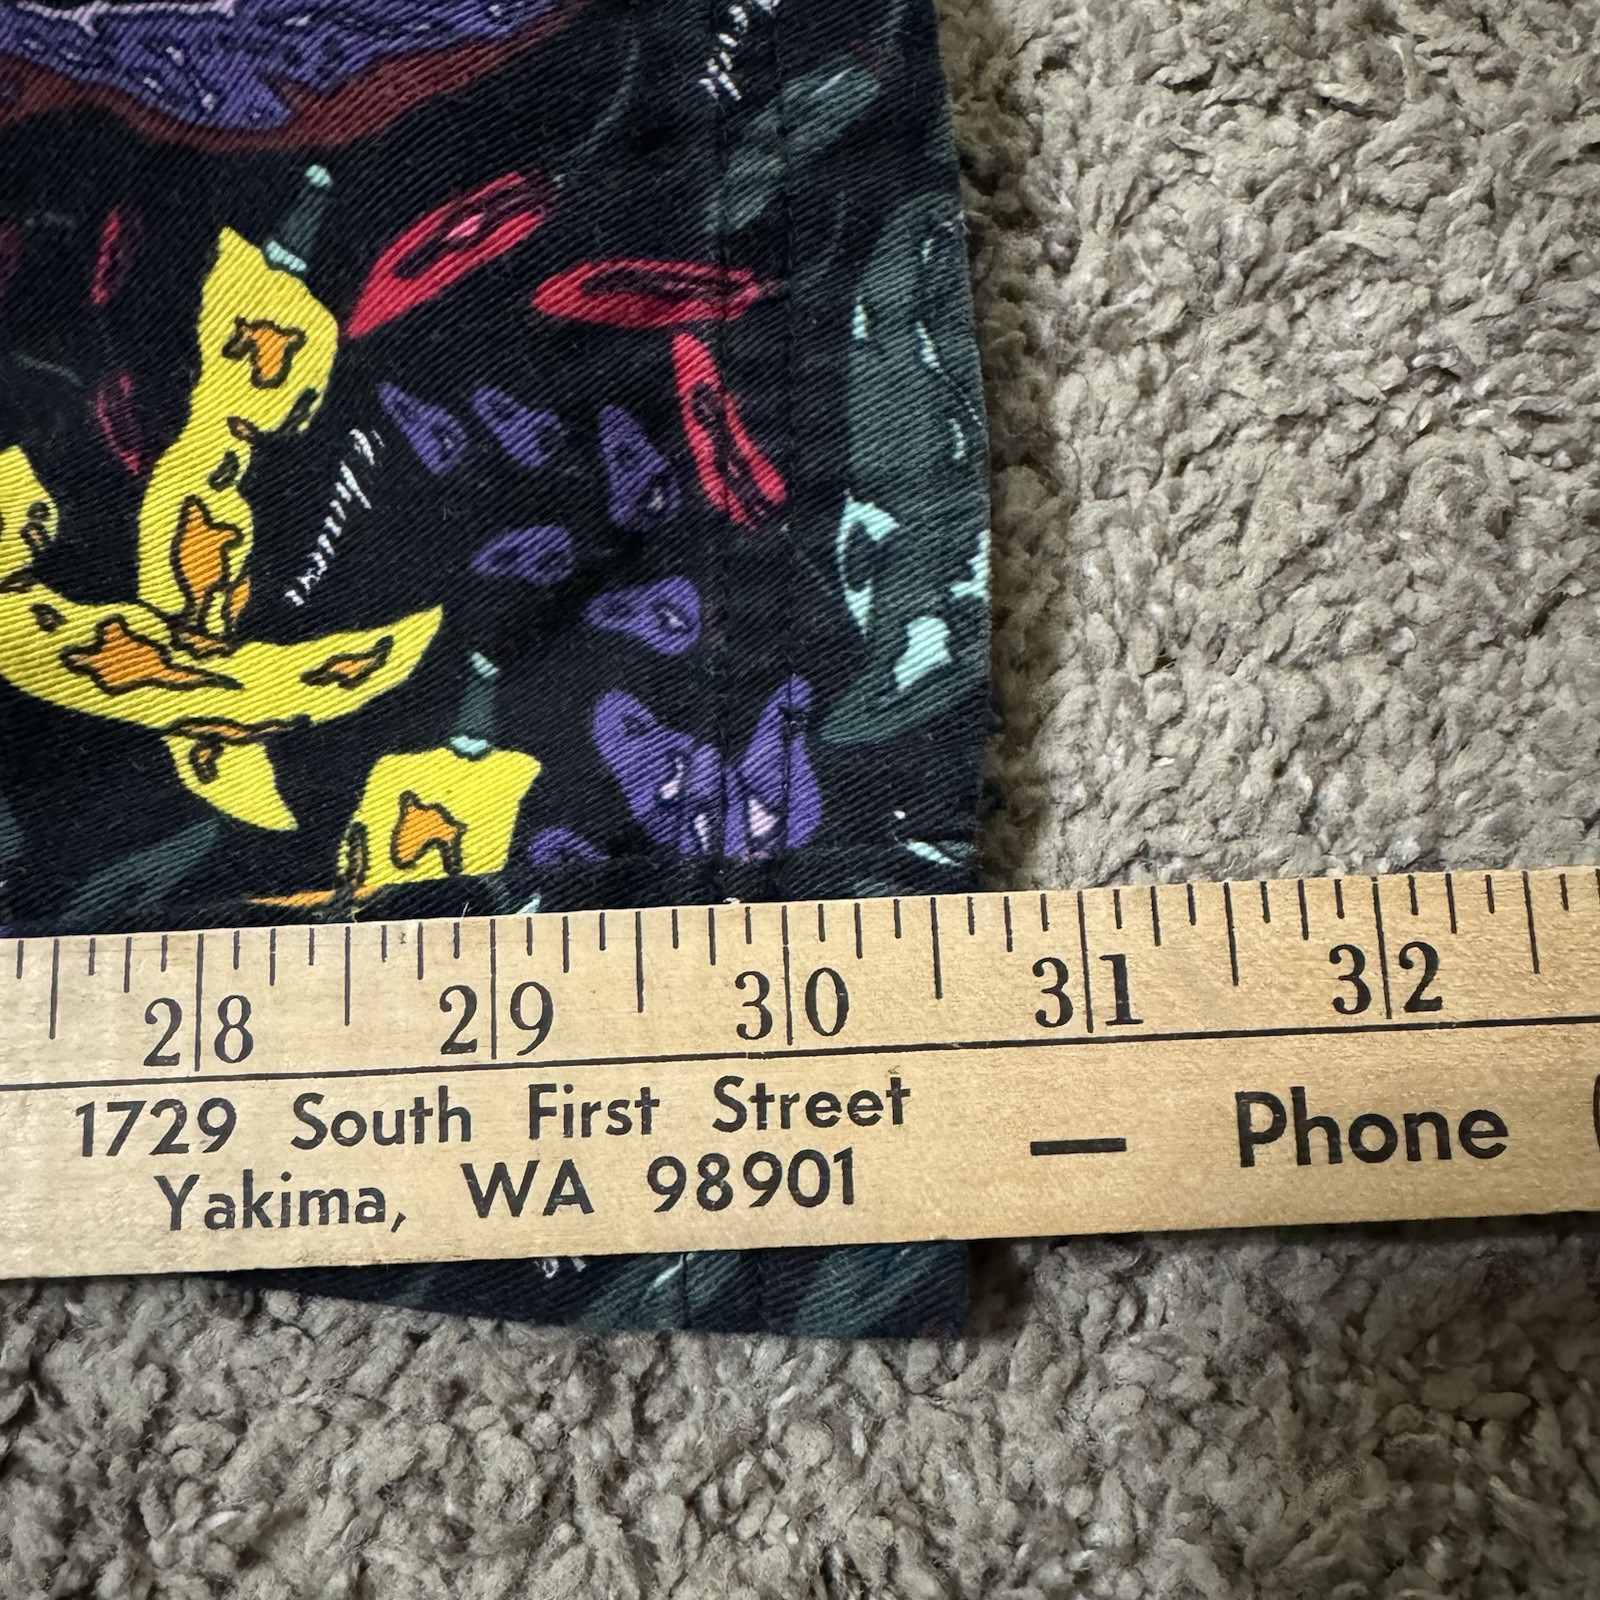 28 29 30 31 32
1729 South First Street — Phone
Yakima, WA 98901